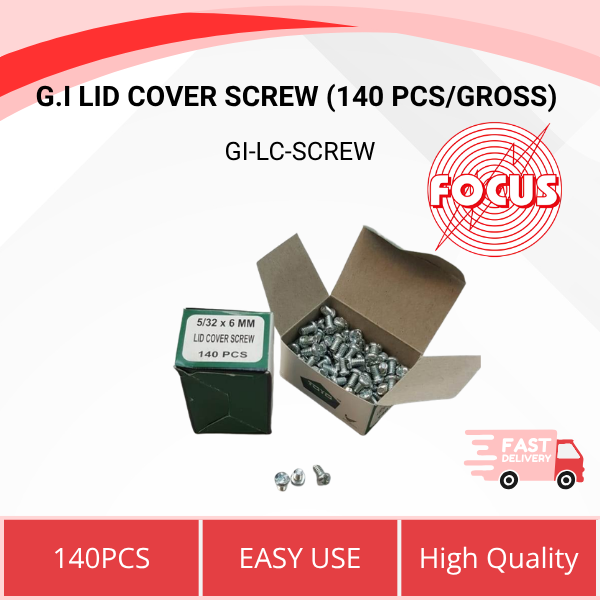 G.I LID COVER SCREW (140 PCS/GROSS)
GI-LC-SCREW
FOCUS
5/32 x 6 MM
LID COVER SCREW
140 PCS
TOYO
FAST
DELIVERY
140PCS
EASY USE
High Quality